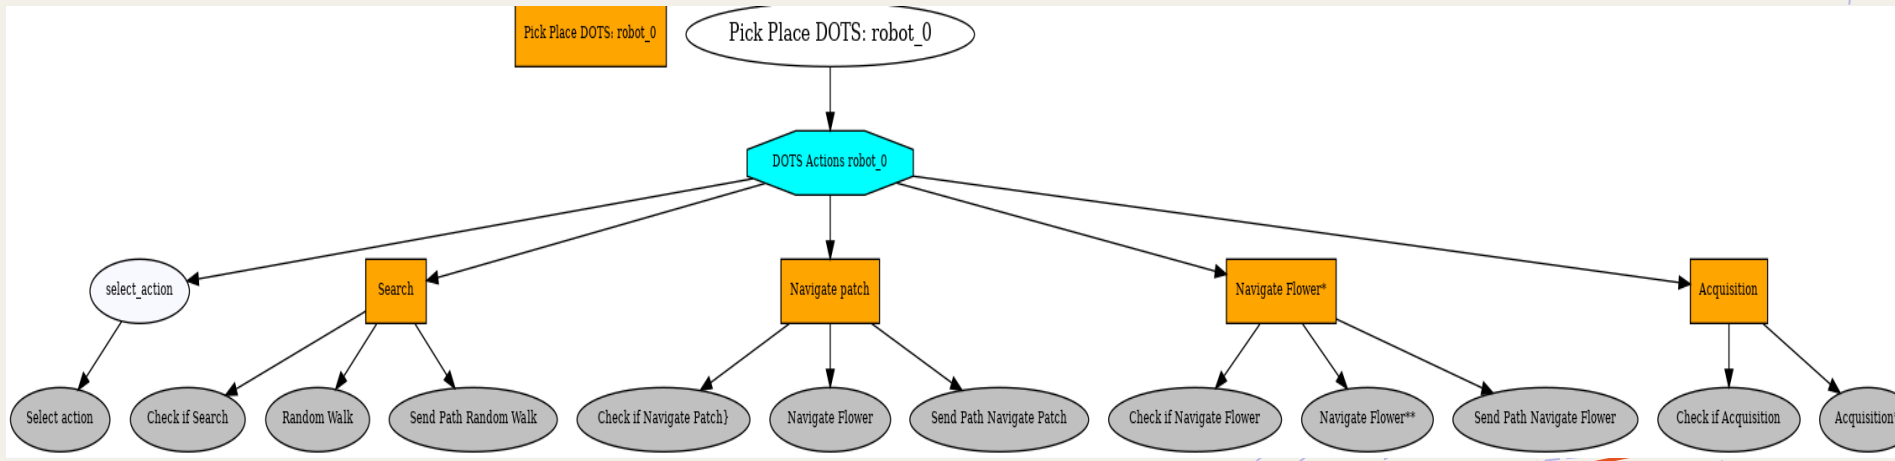 Pick Place DOTS: robot_0
Pick Place DOTS: robot_0
DOTS Actions robot_0
select_action
Search
Navigate patch
Navigate Flower*
Acquisition
Select action
Check if Search
Random Walk
Send Path Random Walk
Check if Navigate Patch}
Navigate Flower
Send Path Navigate Patch
Check if Navigate Flower
Navigate Flower**
Send Path Navigate Flower
Check if Acquisition
Acquisition